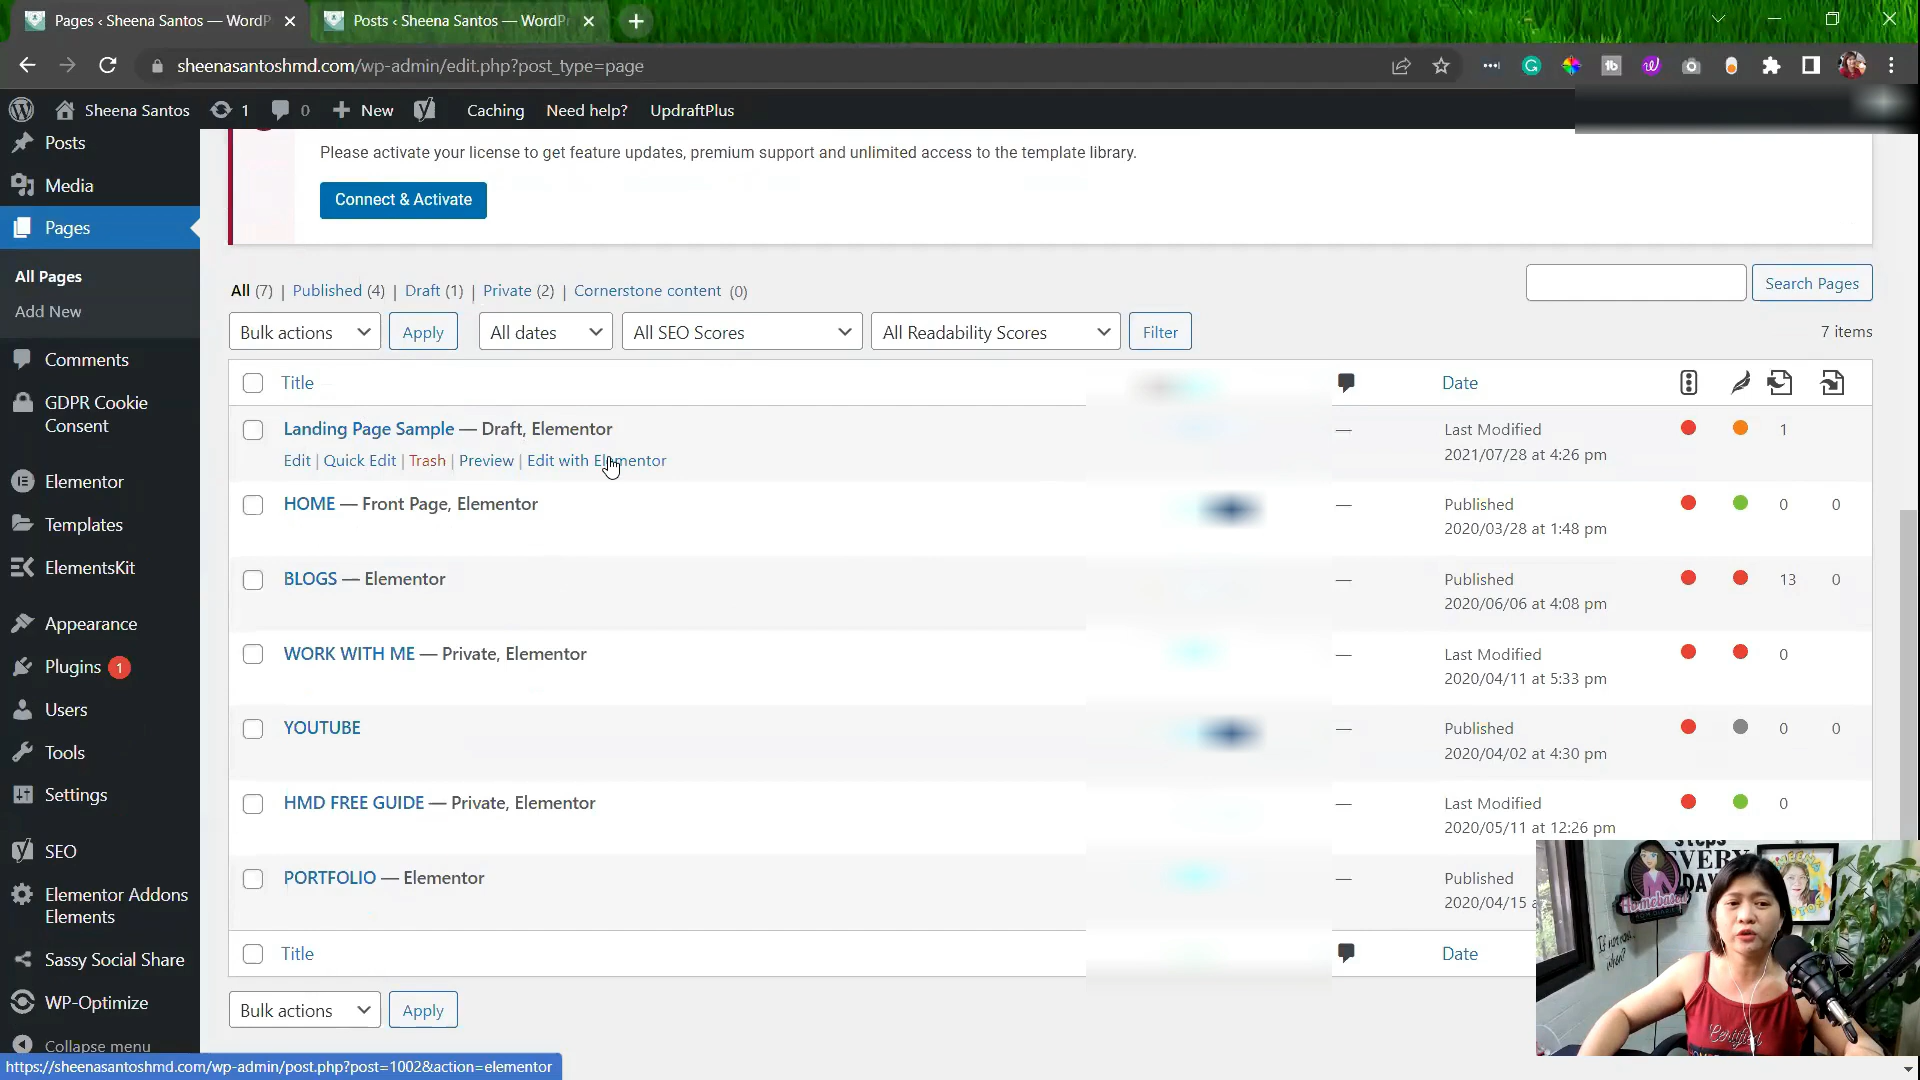 Pages ‹ Sheena Santos — WordP
Posts ‹ Sheena Santos — WordPr
sheenasantoshmd.com/wp-admin/edit.php?post_type=page
Sheena Santos
1
0
New
Caching
Need help?
UpdraftPlus
Posts
Media
Pages
All Pages
Add New
Comments
GDPR Cookie
Consent
Elementor
Templates
ElementsKit
Appearance
Plugins 1
Users
Tools
Settings
SEO
Elementor Addons
Elements
Sassy Social Share
WP-Optimize
Collapse menu
Please activate your license to get feature updates, premium support and unlimited access to the template library.
Connect & Activate
All (7) | Published (4) | Draft (1) | Private (2) | Cornerstone content (0)
Search Pages
Bulk actions
Apply
All dates
All SEO Scores
All Readability Scores
Filter
7 items
Title
Date
Landing Page Sample — Draft, Elementor
Edit | Quick Edit | Trash | Preview | Edit with Elementor
—
Last Modified
2021/07/28 at 4:26 pm
1
HOME — Front Page, Elementor
—
Published
2020/03/28 at 1:48 pm
0
0
BLOGS — Elementor
—
Published
2020/06/06 at 4:08 pm
13
0
WORK WITH ME — Private, Elementor
—
Last Modified
2020/04/11 at 5:33 pm
0
YOUTUBE
—
Published
2020/04/02 at 4:30 pm
0
0
HMD FREE GUIDE — Private, Elementor
—
Last Modified
2020/05/11 at 12:26 pm
0
PORTFOLIO — Elementor
—
Published
2020/04/15 a
Title
Date
Bulk actions
Apply
https://sheenasantoshmd.com/wp-admin/post.php?post=1002&action=elementor
EVERY
DAY
Homebased
If not now...
when?
Certified